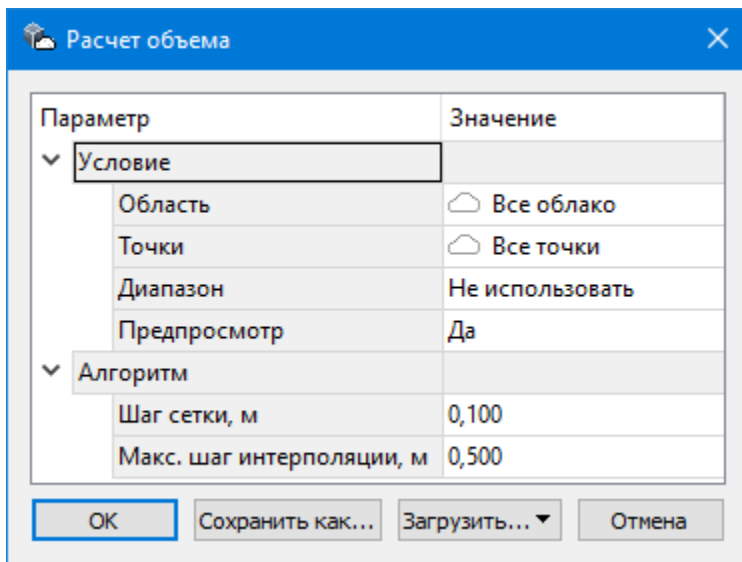 Расчет объема
Параметр Значение
Условие
Область Все облако
Точки Все точки
Диапазон Не использовать
Предпросмотр Да
Алгоритм
Шаг сетки, м 0,100
Макс. шаг интерполяции, м 0,500
OK Сохранить как... Загрузить... Отмена